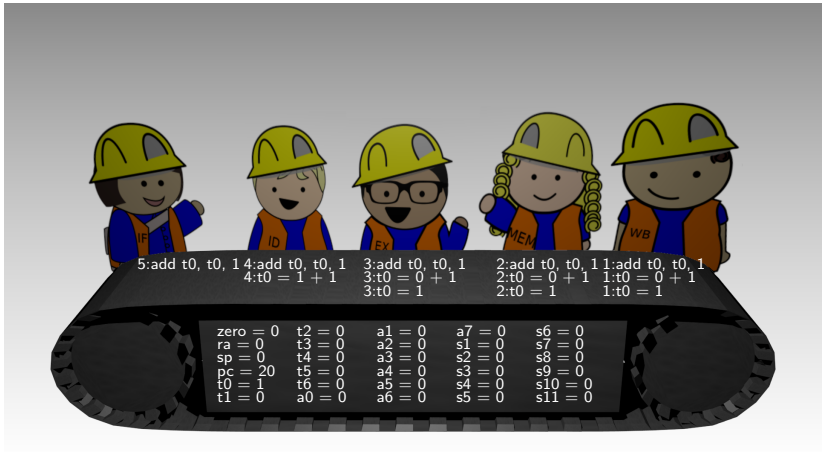 IF
ID
EX
MEM
WB
5:add t0, t0, 1
4:add t0, t0, 1
4:t0 = 1 + 1
3:add t0, t0, 1
3:t0 = 0 + 1
3:t0 = 1
2:add t0, t0, 1
2:t0 = 0 + 1
2:t0 = 1
1:add t0, t0, 1
1:t0 = 0 + 1
1:t0 = 1
zero = 0
ra = 0
sp = 0
pc = 20
t0 = 1
t1 = 0
t2 = 0
t3 = 0
t4 = 0
t5 = 0
t6 = 0
a0 = 0
a1 = 0
a2 = 0
a3 = 0
a4 = 0
a5 = 0
a6 = 0
a7 = 0
s1 = 0
s2 = 0
s3 = 0
s4 = 0
s5 = 0
s6 = 0
s7 = 0
s8 = 0
s9 = 0
s10 = 0
s11 = 0